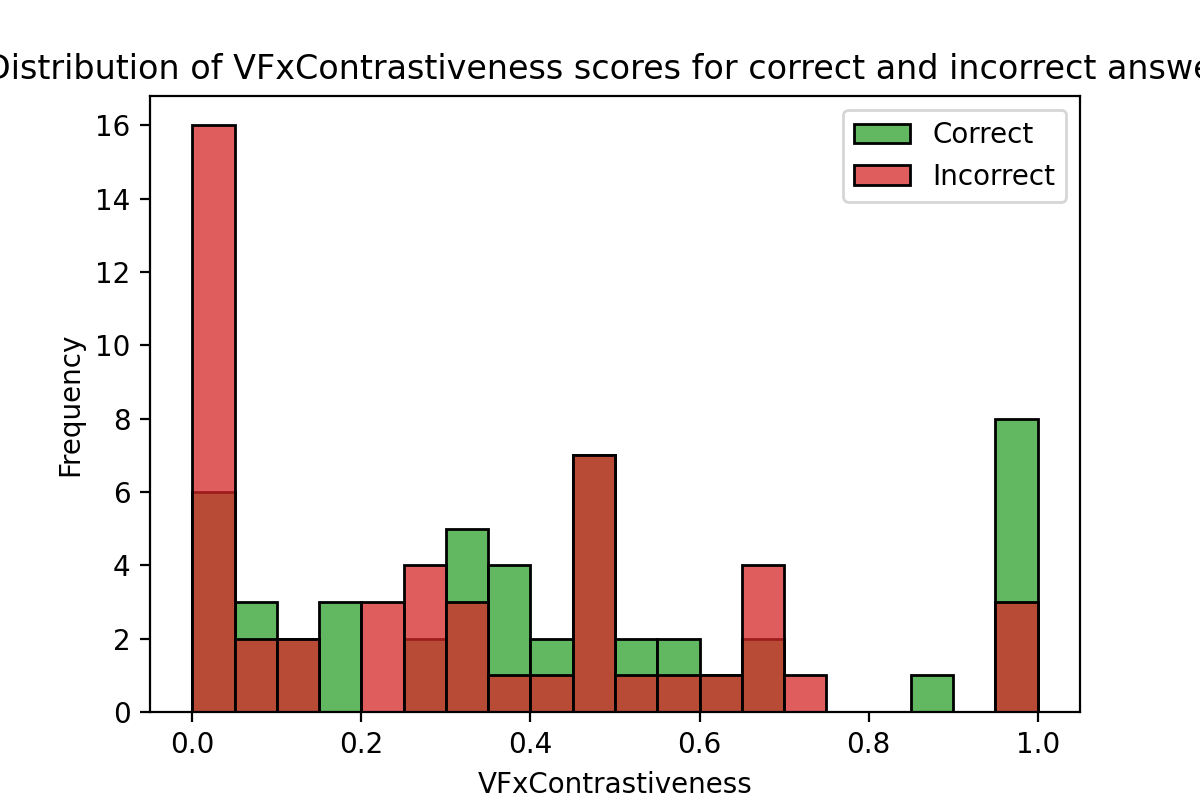 Distribution of VFxContrastiveness scores for correct and incorrect answe
16
14
12
10
8
6
4
2
0
Frequency
Correct
Incorrect
0.0 0.2 0.4 0.6 0.8 1.0
VFxContrastiveness